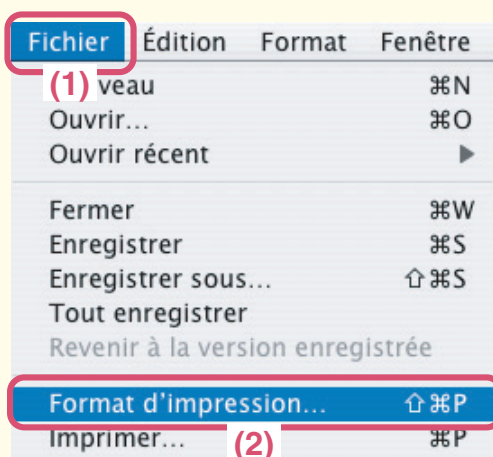 Fichier Édition Format Fenêtre
(1) veau ⌘N
Ouvrir... ⌘O
Ouvrir récent ▶
Fermer ⌘W
Enregistrer ⌘S
Enregistrer sous... ⇧⌘S
Tout enregistrer
Revenir à la version enregistrée
Format d'impression... ⇧⌘P
Imprimer... ⌘P
(2)